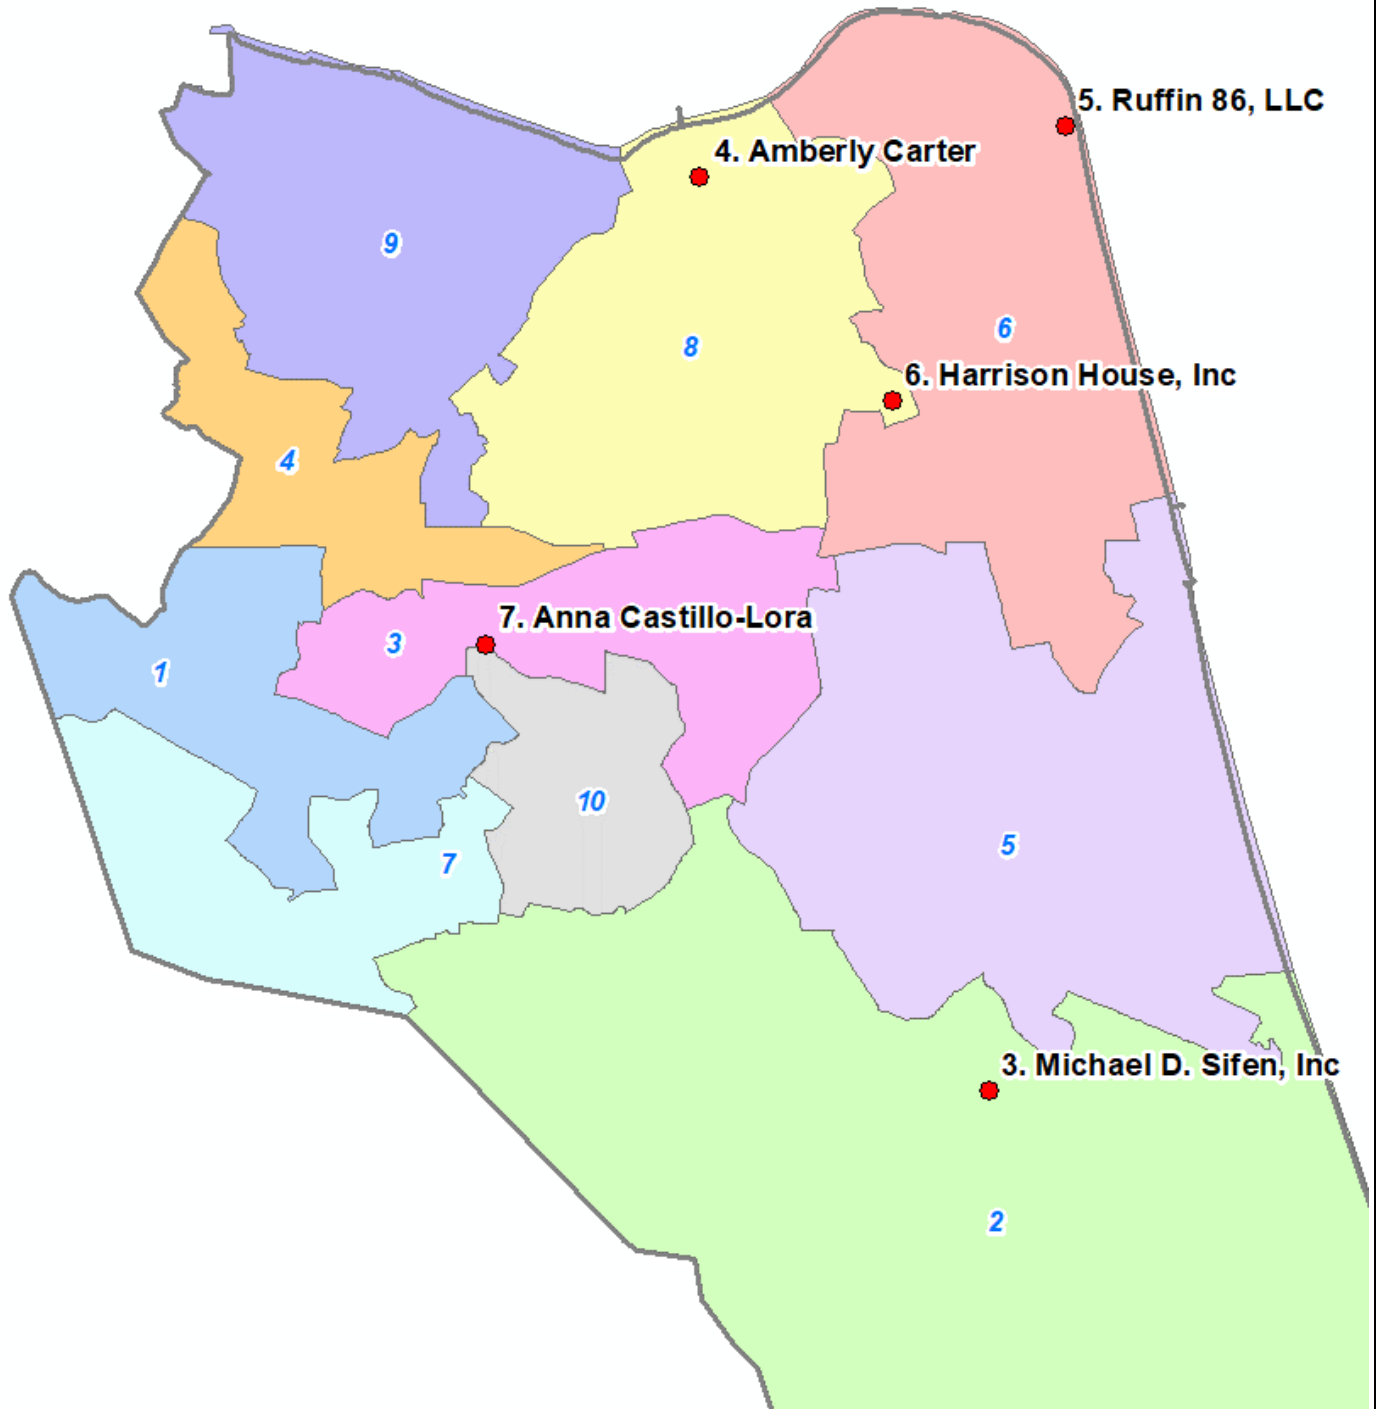 5. Ruffin 86, LLC
4. Amberly Carter
9
6
8
6. Harrison House, Inc
4
7. Anna Castillo-Lora
3
1
10
5
7
3. Michael D. Sifen, Inc
2